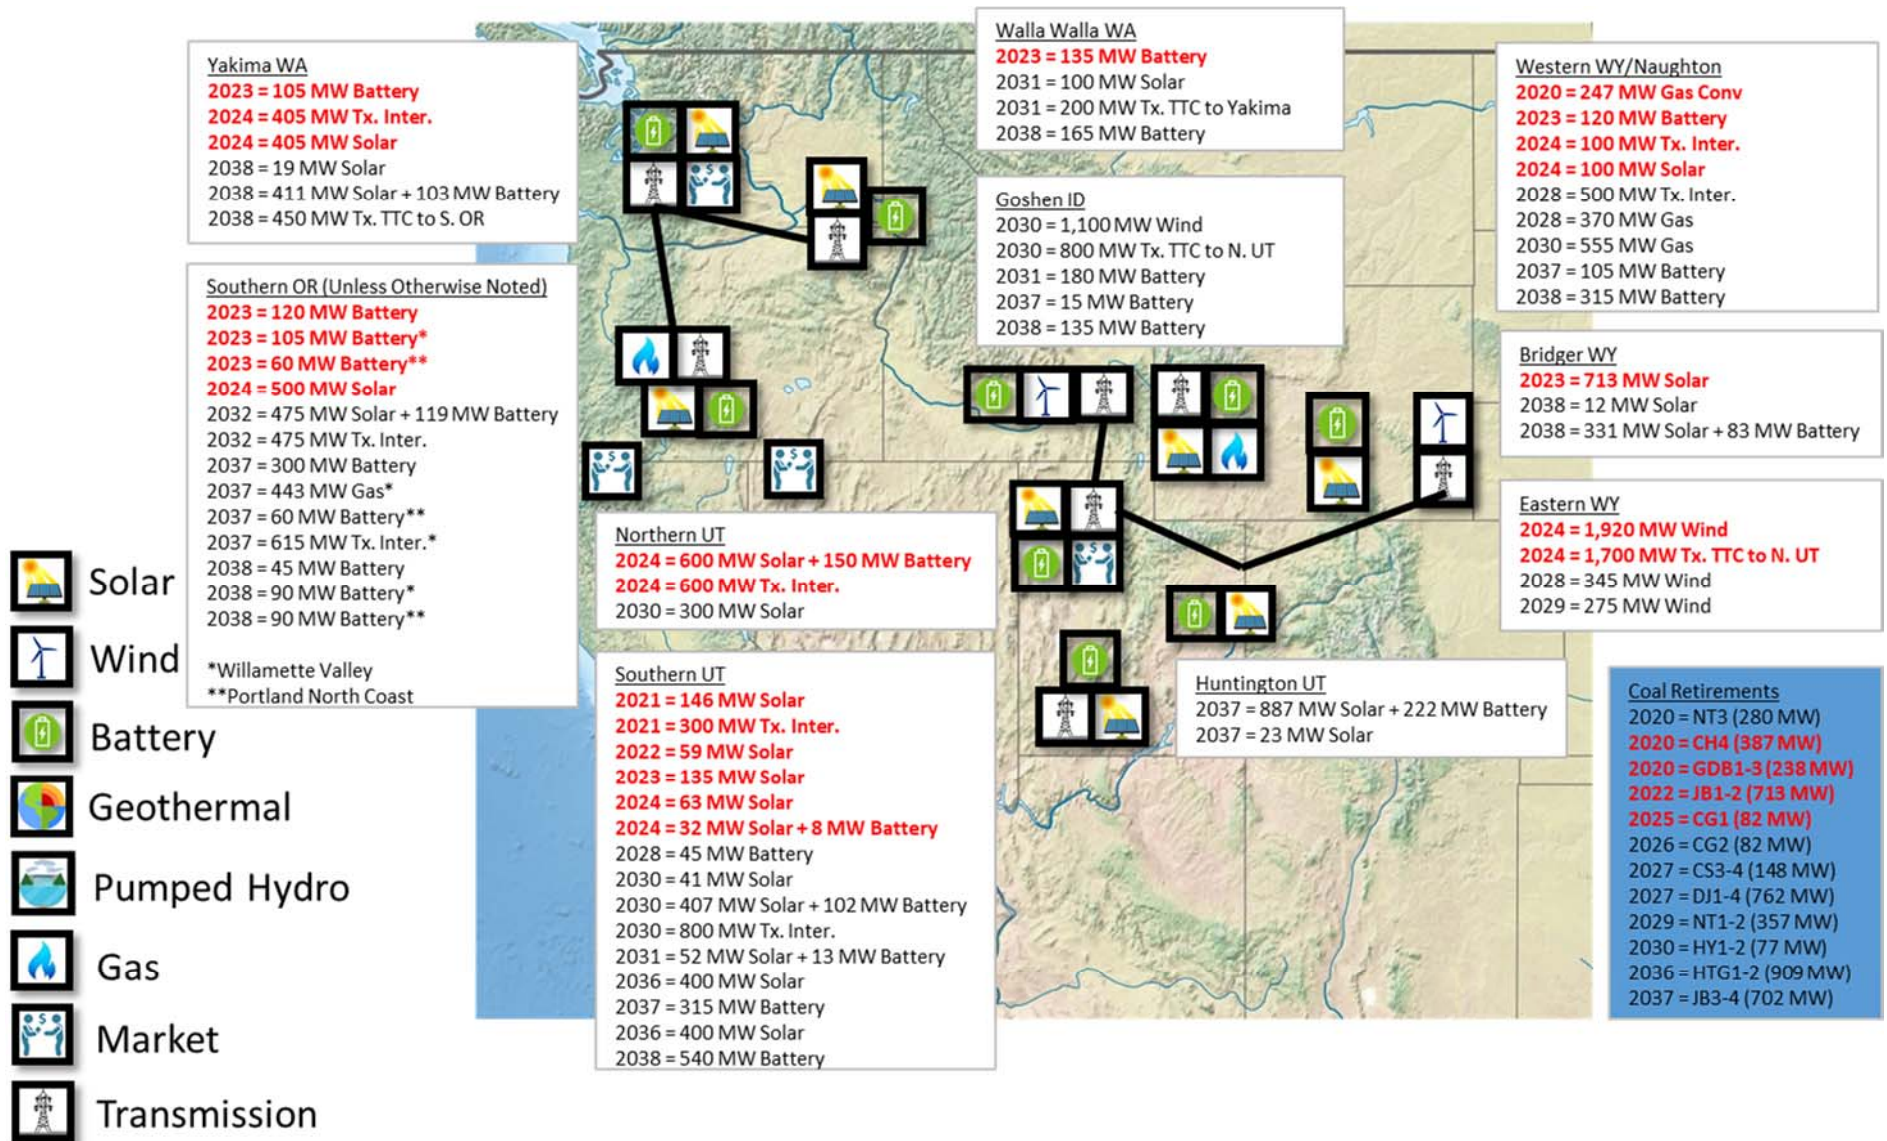 Yakima WA
2023 = 105 MW Battery
2024 = 405 MW Tx. Inter.
2024 = 405 MW Solar
2038 = 19 MW Solar
2038 = 411 MW Solar + 103 MW Battery
2038 = 450 MW Tx. TTC to S. OR
Southern OR (Unless Otherwise Noted)
2023 = 120 MW Battery
2023 = 105 MW Battery*
2023 = 60 MW Battery**
2024 = 500 MW Solar
2032 = 475 MW Solar + 119 MW Battery
2032 = 475 MW Tx. Inter.
2037 = 300 MW Battery
2037 = 443 MW Gas*
2037 = 60 MW Battery**
2037 = 615 MW Tx. Inter.*
2038 = 45 MW Battery
2038 = 90 MW Battery*
2038 = 90 MW Battery**
*Willamette Valley
**Portland North Coast
Walla Walla WA
2023 = 135 MW Battery
2031 = 100 MW Solar
2031 = 200 MW Tx. TTC to Yakima
2038 = 165 MW Battery
Goshen ID
2030 = 1,100 MW Wind
2030 = 800 MW Tx. TTC to N. UT
2031 = 180 MW Battery
2037 = 15 MW Battery
2038 = 135 MW Battery
Western WY/Naughton
2020 = 247 MW Gas Conv
2023 = 120 MW Battery
2024 = 100 MW Tx. Inter.
2024 = 100 MW Solar
2028 = 500 MW Tx. Inter.
2028 = 370 MW Gas
2030 = 555 MW Gas
2037 = 105 MW Battery
2038 = 315 MW Battery
Bridger WY
2023 = 713 MW Solar
2038 = 12 MW Solar
2038 = 331 MW Solar + 83 MW Battery
Eastern WY
2024 = 1,920 MW Wind
2024 = 1,700 MW Tx. TTC to N. UT
2028 = 345 MW Wind
2029 = 275 MW Wind
Northern UT
2024 = 600 MW Solar + 150 MW Battery
2024 = 600 MW Tx. Inter.
2030 = 300 MW Solar
Southern UT
2021 = 146 MW Solar
2021 = 300 MW Tx. Inter.
2022 = 59 MW Solar
2023 = 135 MW Solar
2024 = 63 MW Solar
2024 = 32 MW Solar + 8 MW Battery
2028 = 45 MW Battery
2030 = 41 MW Solar
2030 = 407 MW Solar + 102 MW Battery
2030 = 800 MW Tx. Inter.
2031 = 52 MW Solar + 13 MW Battery
2036 = 400 MW Solar
2037 = 315 MW Battery
2036 = 400 MW Solar
2038 = 540 MW Battery
Huntington UT
2037 = 887 MW Solar + 222 MW Battery
2037 = 23 MW Solar
Coal Retirements
2020 = NT3 (280 MW)
2020 = CH4 (387 MW)
2020 = GDB1-3 (238 MW)
2022 = JB1-2 (713 MW)
2025 = CG1 (82 MW)
2026 = CG2 (82 MW)
2027 = CS3-4 (148 MW)
2027 = DJ1-4 (762 MW)
2029 = NT1-2 (357 MW)
2030 = HY1-2 (77 MW)
2036 = HTG1-2 (909 MW)
2037 = JB3-4 (702 MW)
Solar
Wind
Battery
Geothermal
Pumped Hydro
Gas
Market
Transmission